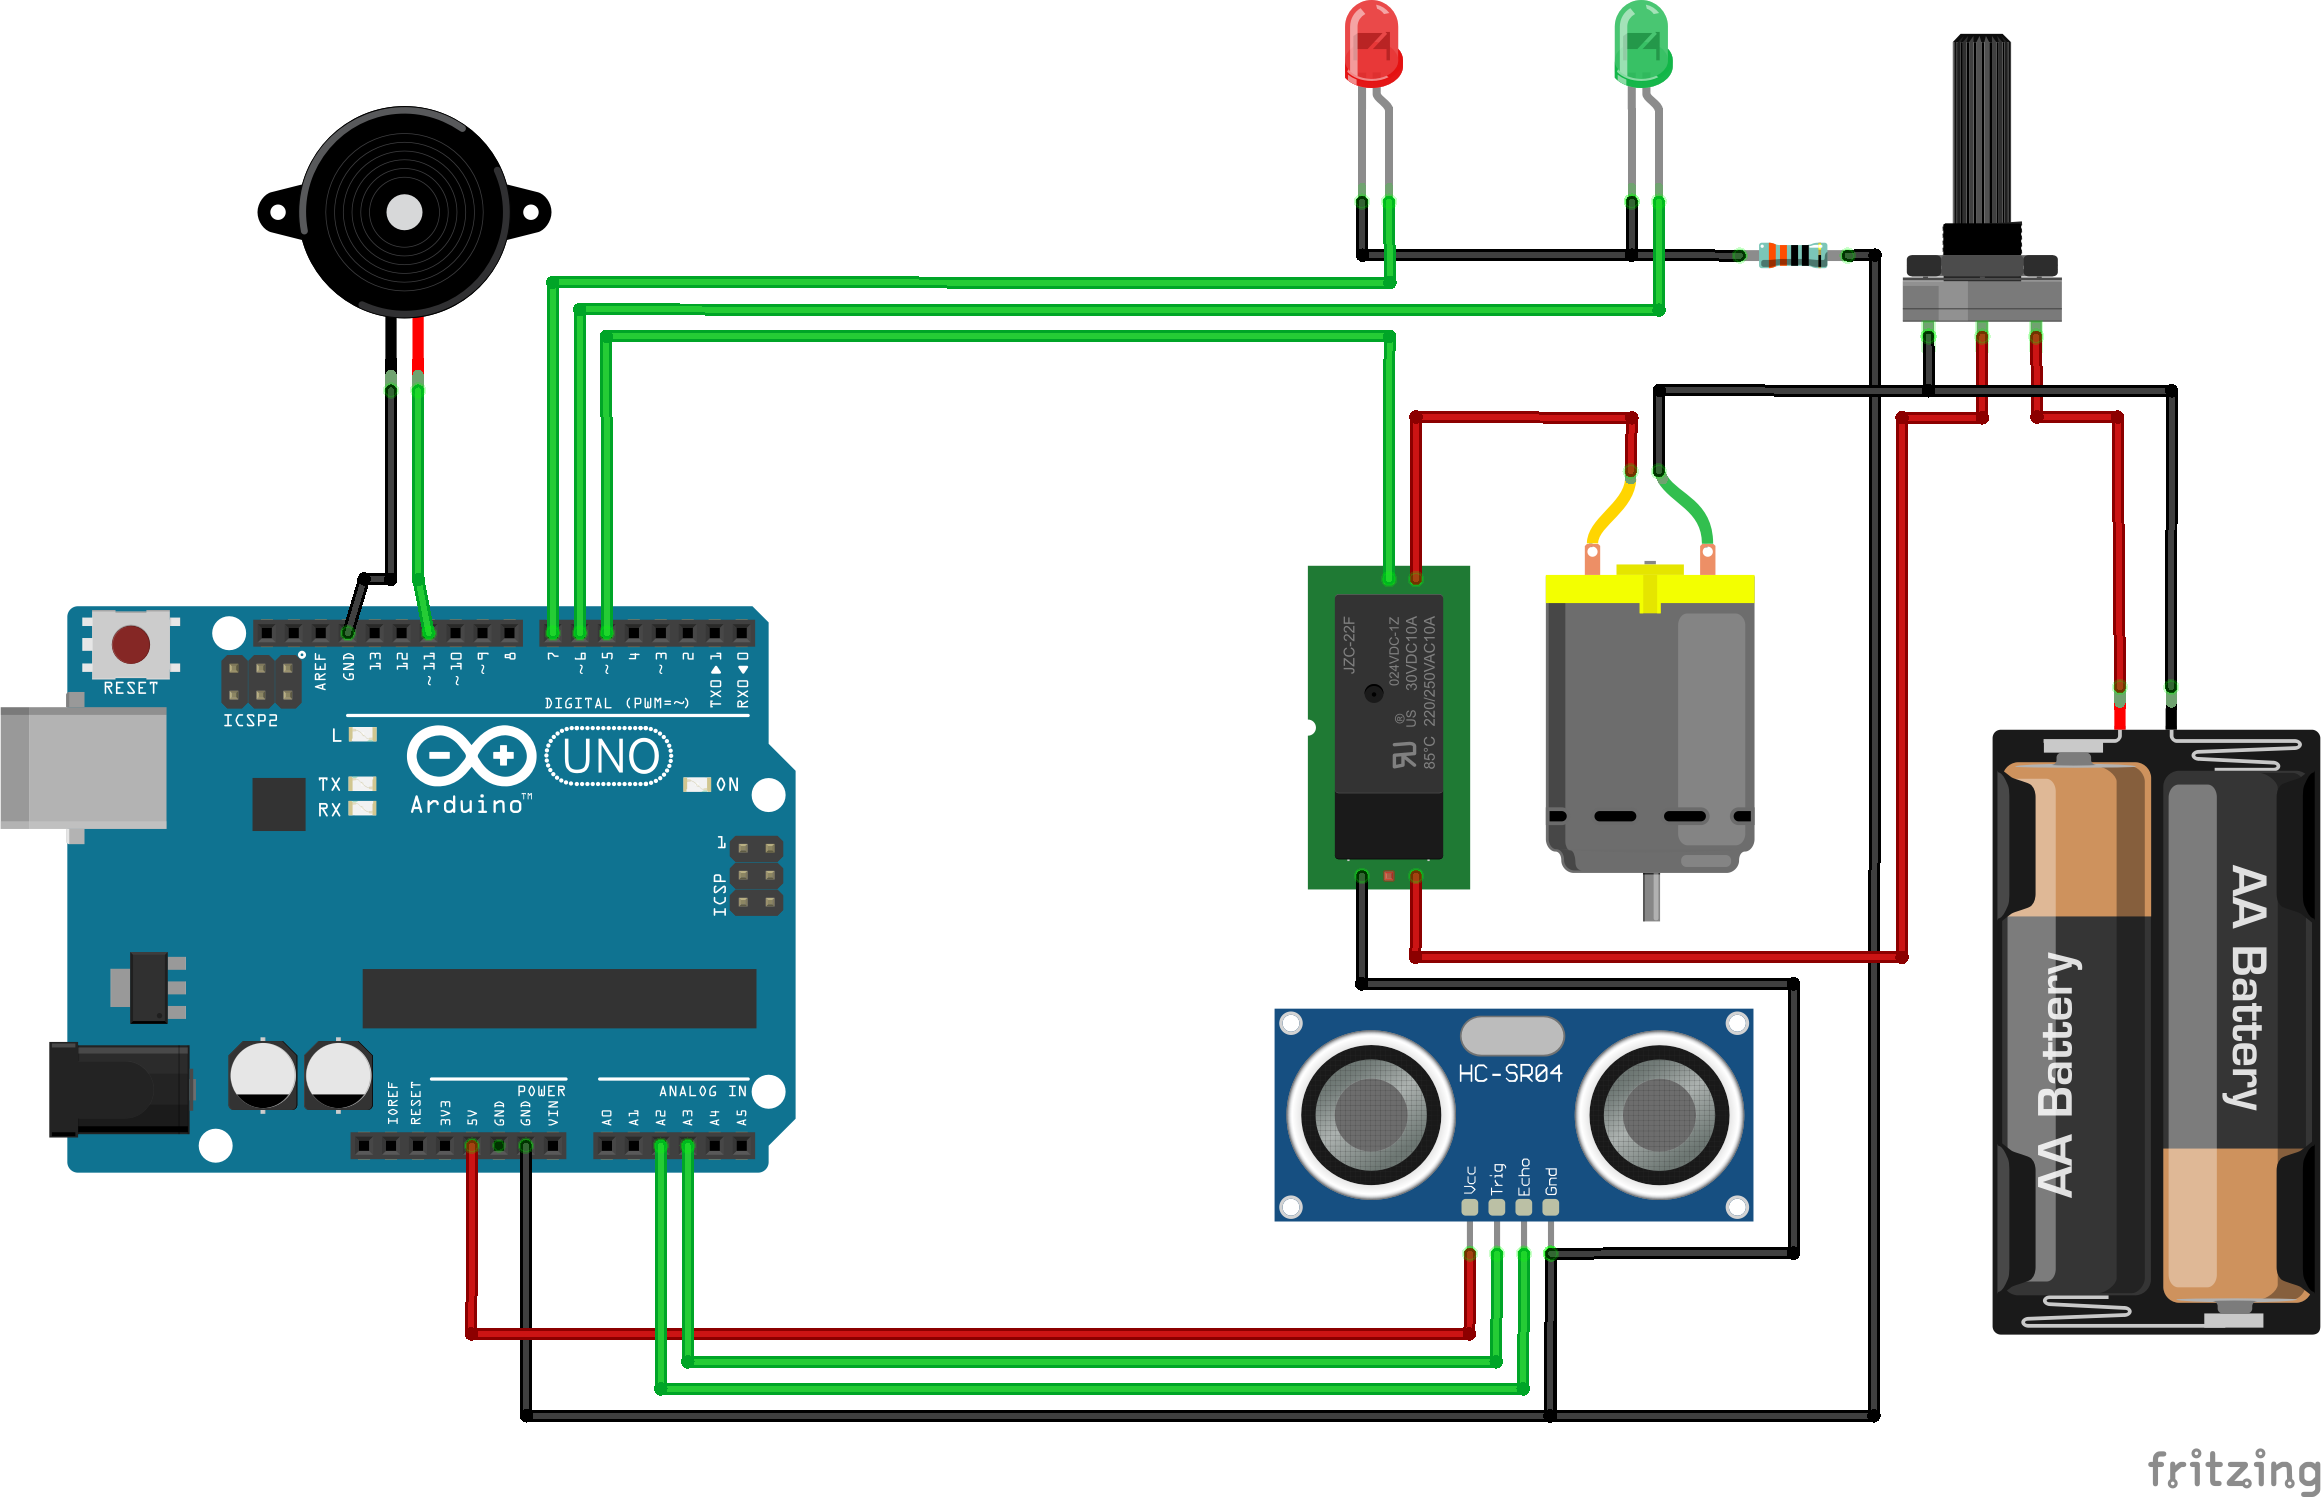 RESET
ICSP2
AREF
GND
13
12
~11
~10
~9
8
7
~6
~5
4
~3
2
TX0▶1
RX0◀0
DIGITAL (PWM=~)
L
TX
RX
Arduino™
UNO
ON
1
ICSP
IOREF
RESET
3V3
5V
GND
GND
VIN
POWER
ANALOG IN
A0
A1
A2
A3
A4
A5
JZC-22F
024VDC-1Z
30VDC10A
220/250VAC10A
® US
85°C
HC-SR04
Vcc
Trig
Echo
Gnd
AA Battery
AA Battery
fritzing